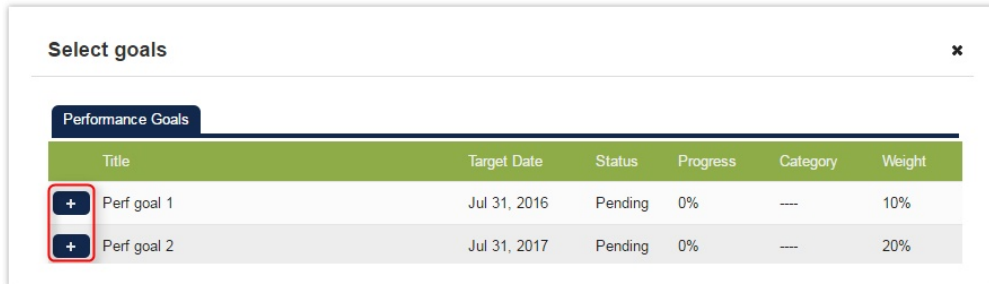 Select goals ×
Performance Goals
Title Target Date Status Progress Category Weight
+ Perf goal 1 Jul 31, 2016 Pending 0% ---- 10%
+ Perf goal 2 Jul 31, 2017 Pending 0% ---- 20%